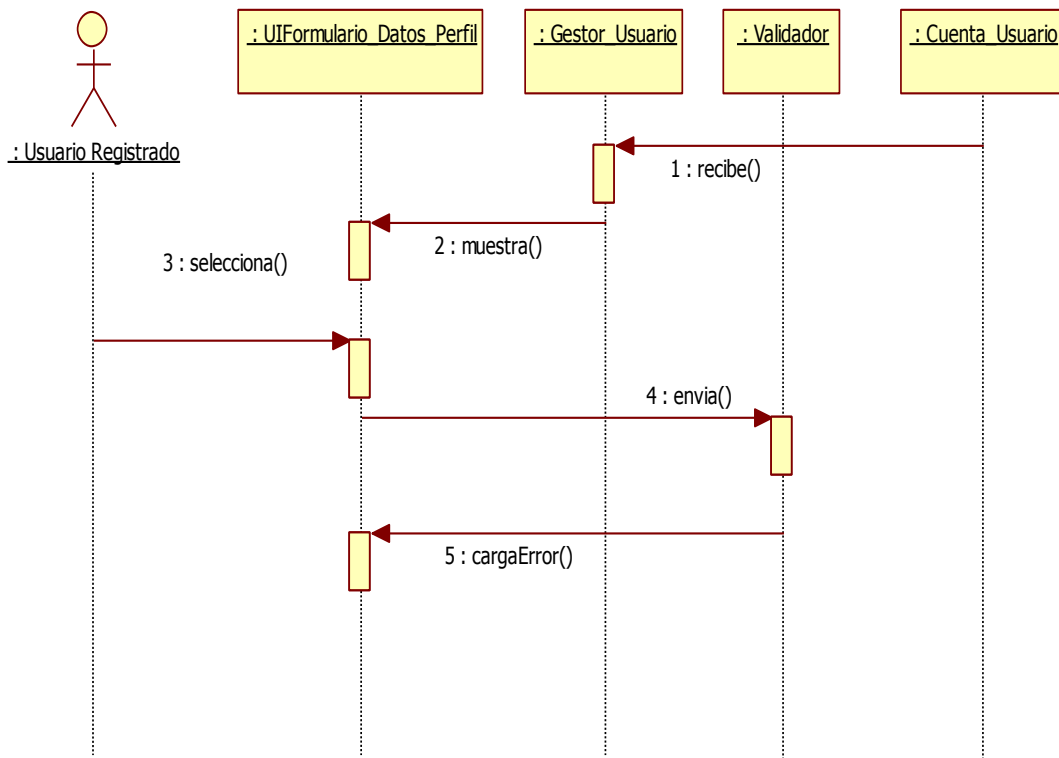 : UIFormulario_Datos_Perfil
: Gestor_Usuario
: Validador
: Cuenta_Usuario
: Usuario Registrado
1 : recibe()
2 : muestra()
3 : selecciona()
4 : envia()
5 : cargaError()